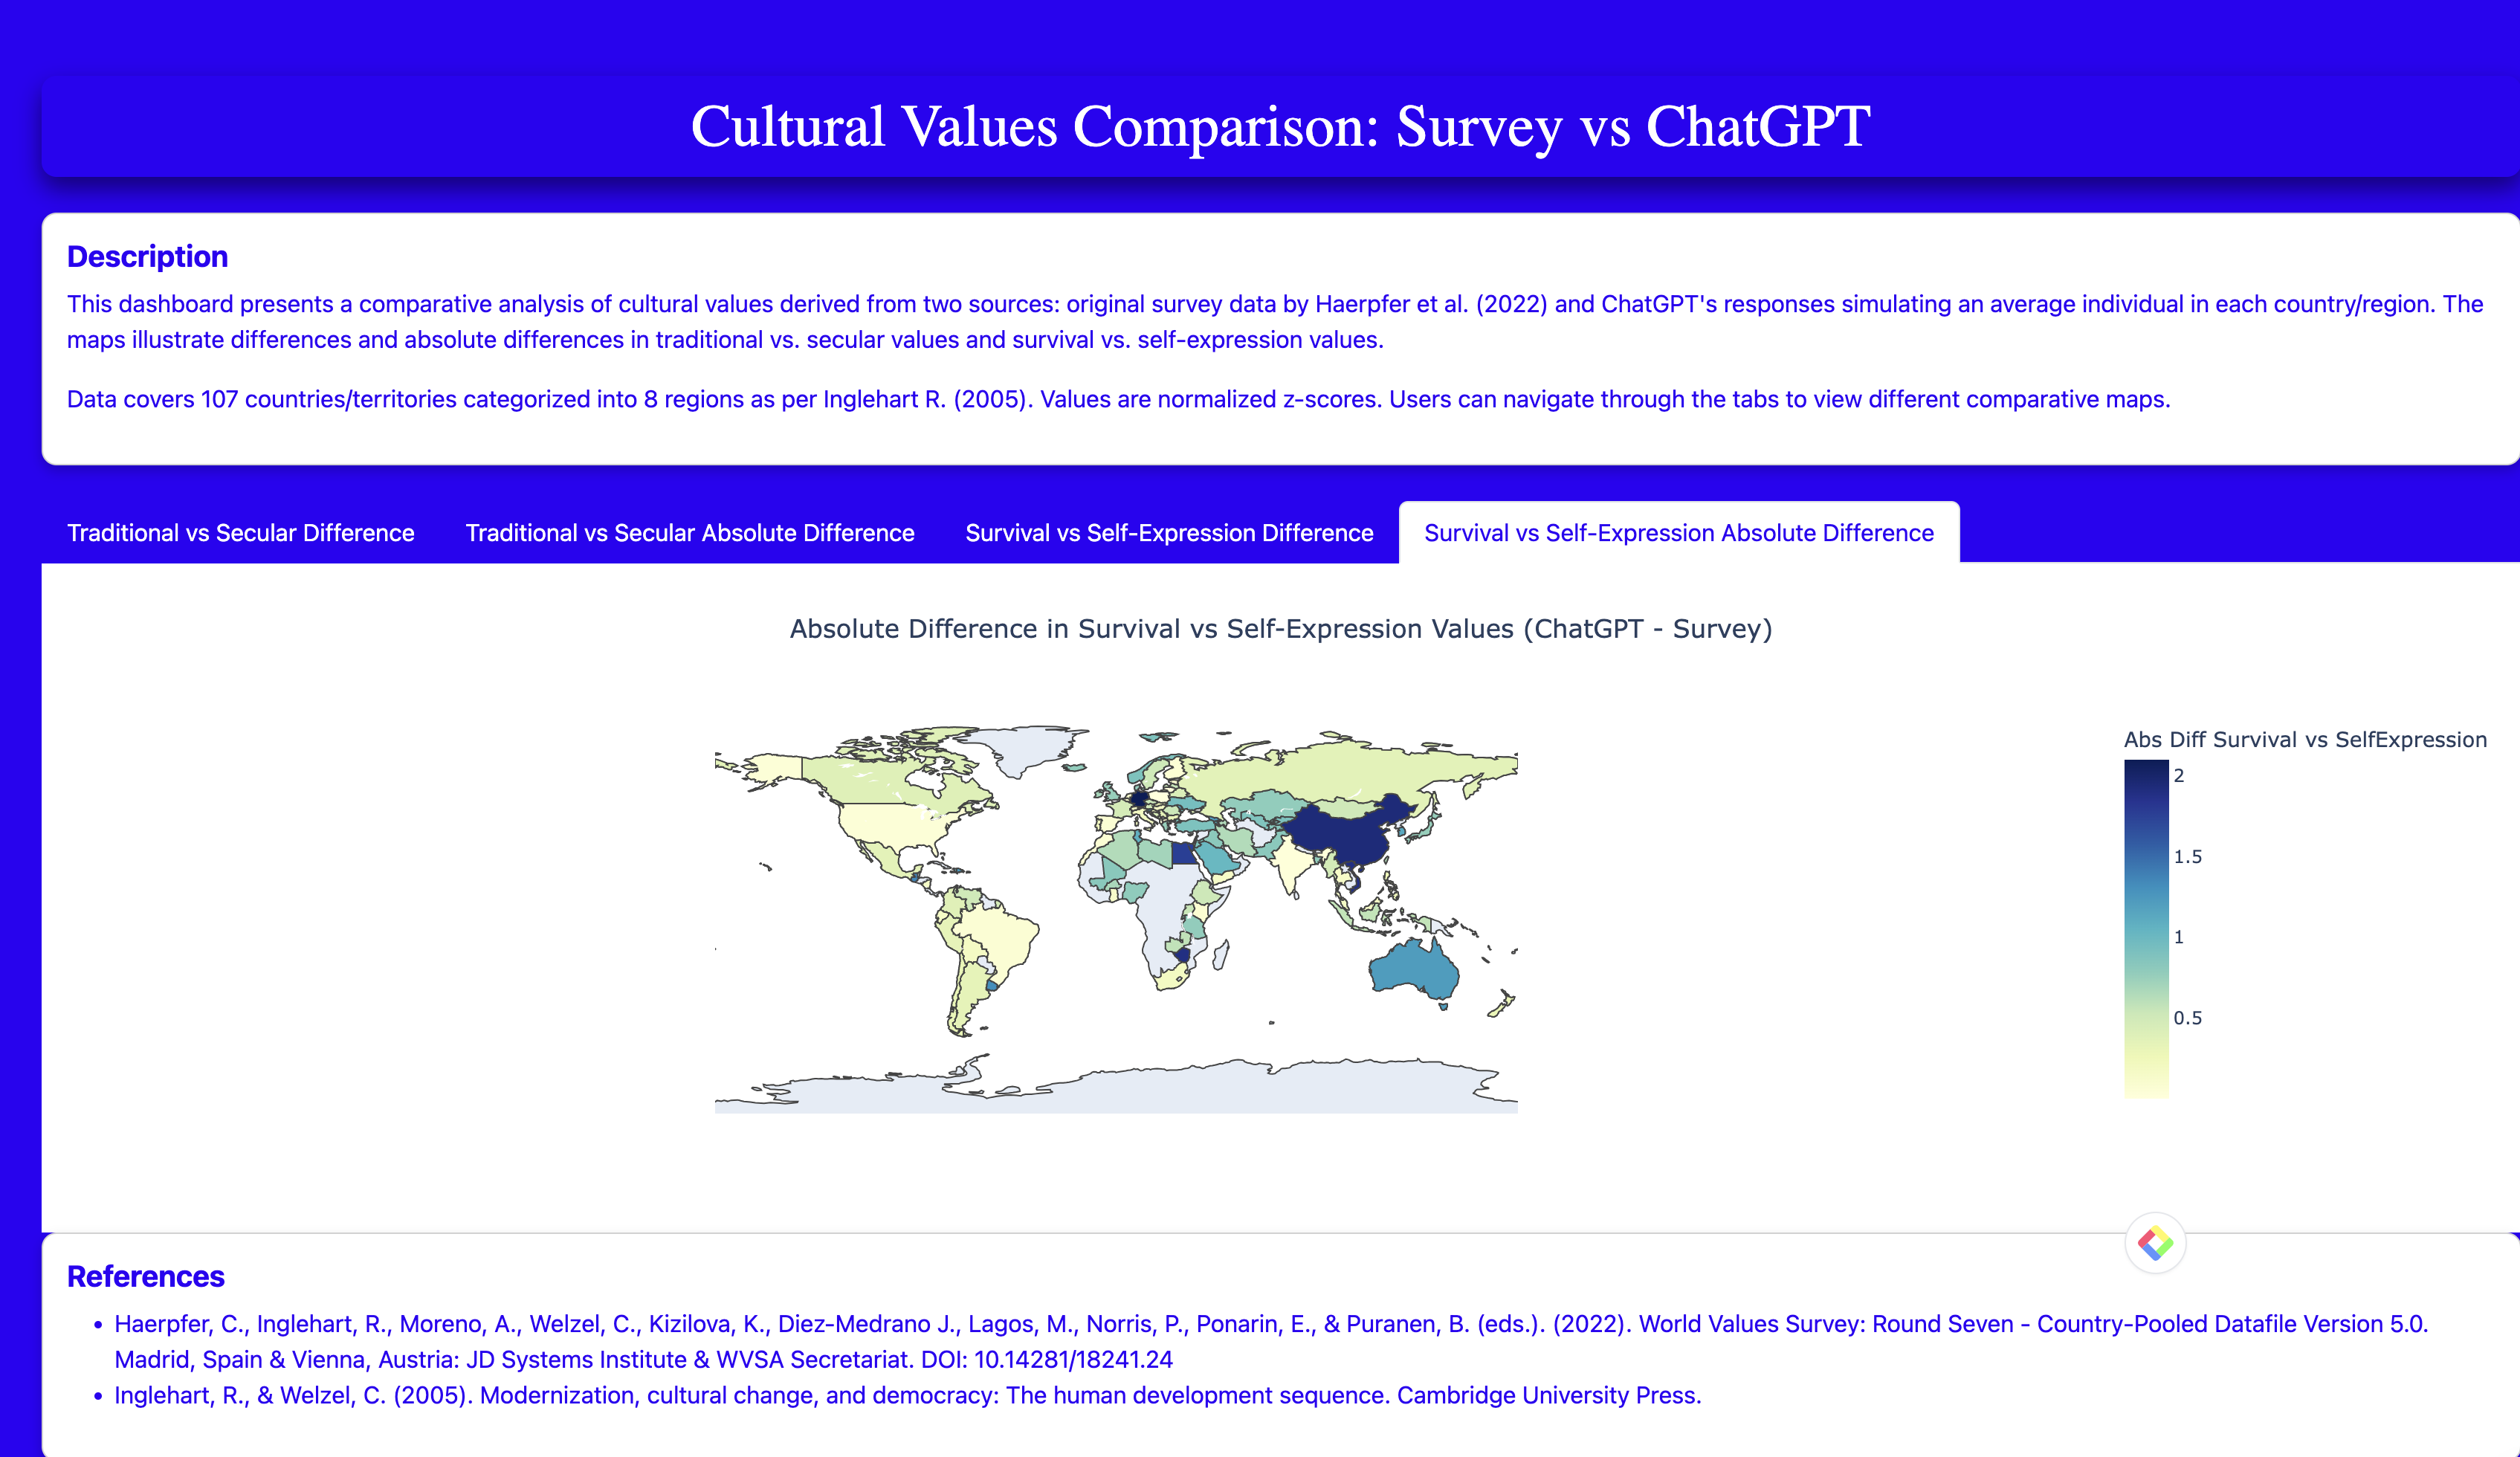 Cultural Values Comparison: Survey vs ChatGPT
Description
This dashboard presents a comparative analysis of cultural values derived from two sources: original survey data by Haerpfer et al. (2022) and ChatGPT's responses simulating an average individual in each country/region. The
maps illustrate differences and absolute differences in traditional vs. secular values and survival vs. self-expression values.
Data covers 107 countries/territories categorized into 8 regions as per Inglehart R. (2005). Values are normalized z-scores. Users can navigate through the tabs to view different comparative maps.
Traditional vs Secular Difference
Traditional vs Secular Absolute Difference
Survival vs Self-Expression Difference
Survival vs Self-Expression Absolute Difference
Absolute Difference in Survival vs Self-Expression Values (ChatGPT - Survey)
Abs Diff Survival vs SelfExpression
2
1.5
1
0.5
References
• Haerpfer, C., Inglehart, R., Moreno, A., Welzel, C., Kizilova, K., Diez-Medrano J., Lagos, M., Norris, P., Ponarin, E., & Puranen, B. (eds.). (2022). World Values Survey: Round Seven - Country-Pooled Datafile Version 5.0.
Madrid, Spain & Vienna, Austria: JD Systems Institute & WVSA Secretariat. DOI: 10.14281/18241.24
• Inglehart, R., & Welzel, C. (2005). Modernization, cultural change, and democracy: The human development sequence. Cambridge University Press.